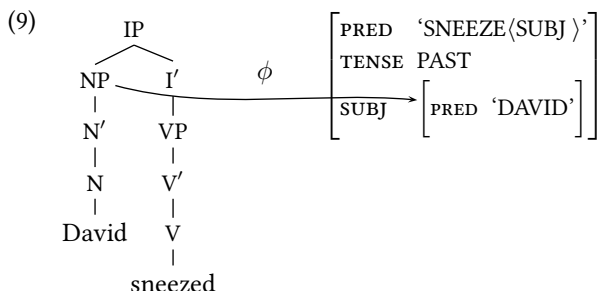 (9)
IP
NP I′
N′ VP
N V′
David V
sneezed
ϕ
PRED ‘SNEEZE⟨SUBJ⟩’
TENSE PAST
SUBJ [PRED ‘DAVID’]